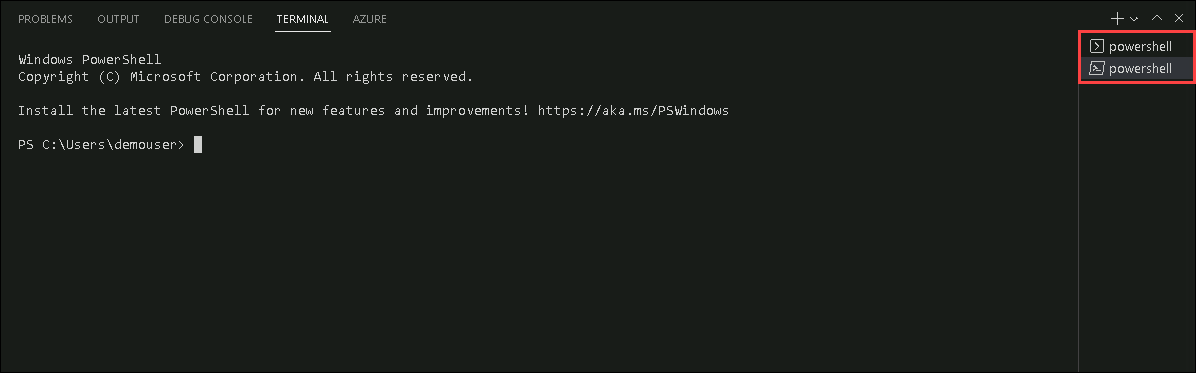 PROBLEMS OUTPUT DEBUG CONSOLE TERMINAL AZURE
powershell
powershell
Windows PowerShell
Copyright (C) Microsoft Corporation. All rights reserved.
Install the latest PowerShell for new features and improvements! https://aka.ms/PSWindows
PS C:\Users\demouser>